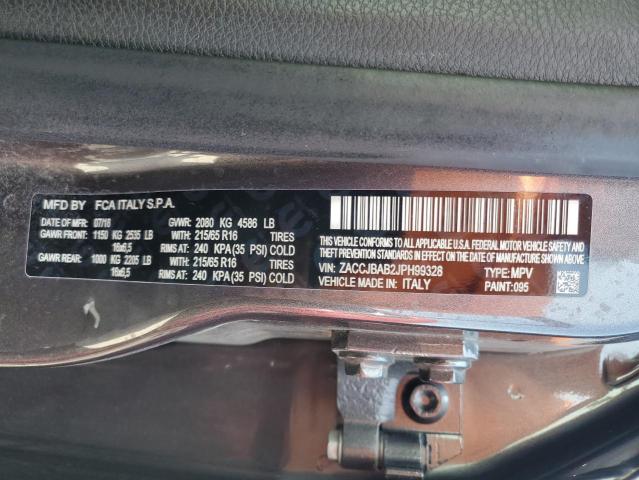 MFD BY FCA ITALY S.P.A.
DATE OF MFR: 07/18 GVWR: 2080 KG 4586 LB
GAWR FRONT: 1150 KG 2535 LB WITH: 215/65 R16 TIRES
16x6,5 RIMS AT: 240 KPA(35 PSI) COLD
GAWR REAR: 1000 KG 2205 LB WITH: 215/65 R16 TIRES
16x6,5 RIMS AT: 240 KPA(35 PSI) COLD
THIS VEHICLE CONFORMS TO ALL APPLICABLE U.S.A. FEDERAL MOTOR VEHICLE SAFETY AND
THEFT PREVENTION STANDARDS IN EFFECT ON THE DATE OF MANUFACTURE SHOWN ABOVE.
VIN: ZACCJBAB2JPH99328 TYPE: MPV
VEHICLE MADE IN: ITALY PAINT: 095